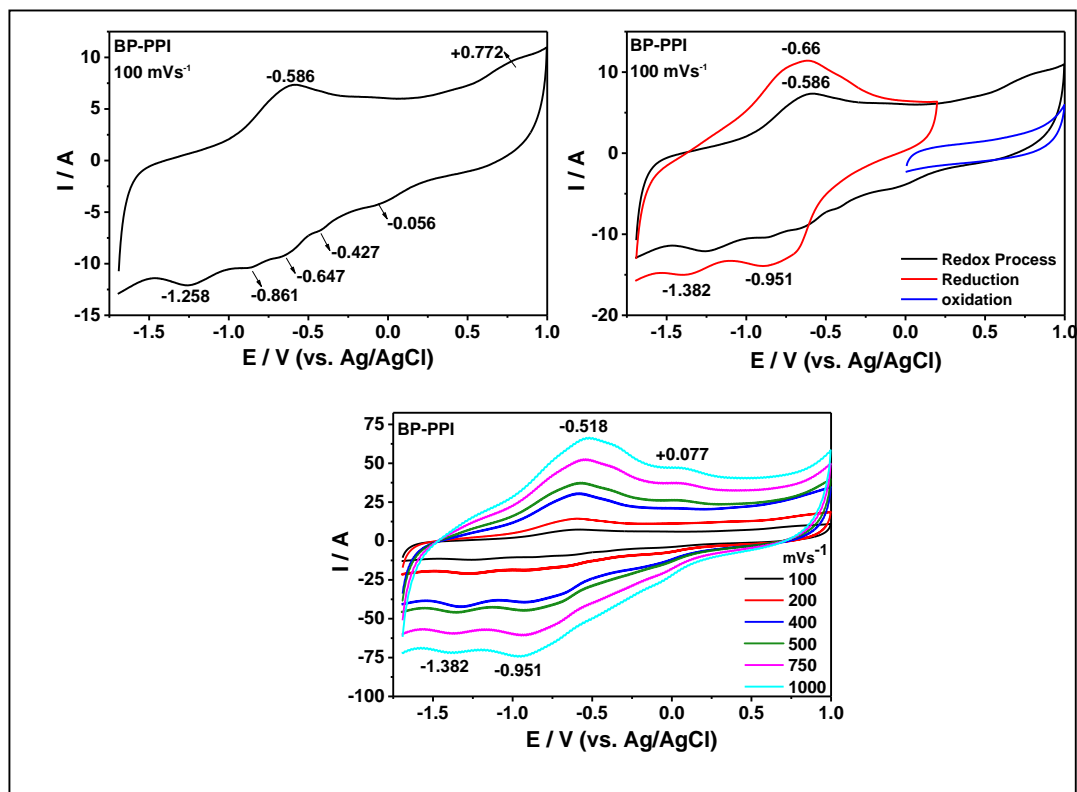 BP-PPI
100 mVs⁻¹
-0.586
+0.772
-0.056
-0.427
-0.647
-0.861
-1.258
10
5
0
-5
-10
-15
-1.5 -1.0 -0.5 0.0 0.5 1.0
I / A
E / V (vs. Ag/AgCl)
BP-PPI
100 mVs⁻¹
-0.66
-0.586
-0.951
-1.382
Redox Process
Reduction
oxidation
10
0
-10
-20
-1.5 -1.0 -0.5 0.0 0.5 1.0
I / A
E / V (vs. Ag/AgCl)
BP-PPI
-0.518
+0.077
-1.382
-0.951
mVs⁻¹
100
200
400
500
750
1000
75
50
25
0
-25
-50
-75
-100
-1.5 -1.0 -0.5 0.0 0.5 1.0
I / A
E / V (vs. Ag/AgCl)